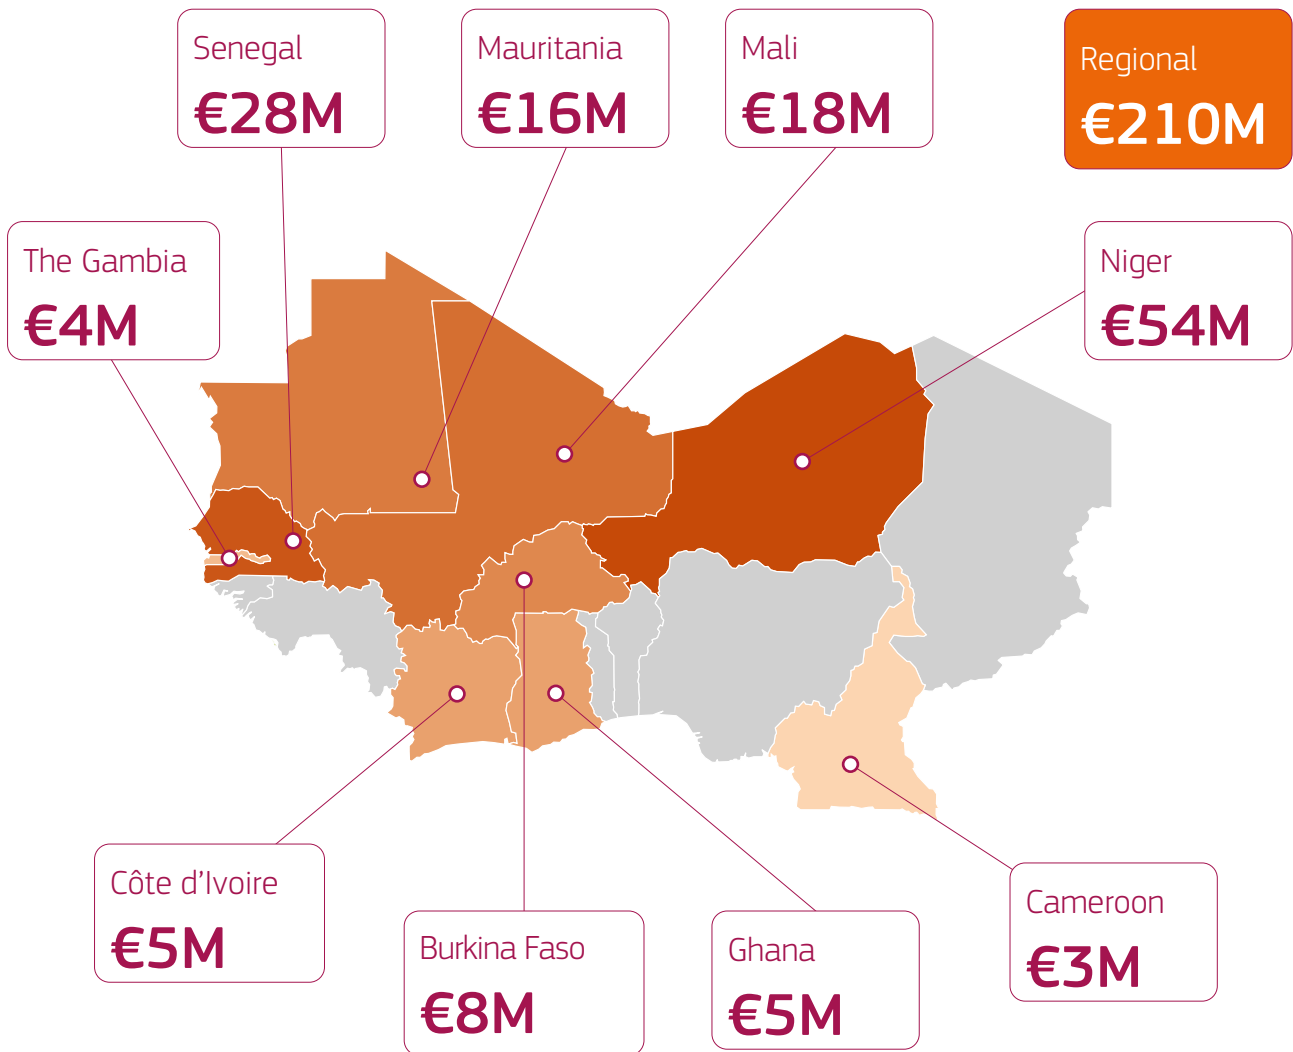 Senegal
€28M
Mauritania
€16M
Mali
€18M
Regional
€210M
The Gambia
€4M
Niger
€54M
Côte d’Ivoire
€5M
Burkina Faso
€8M
Ghana
€5M
Cameroon
€3M